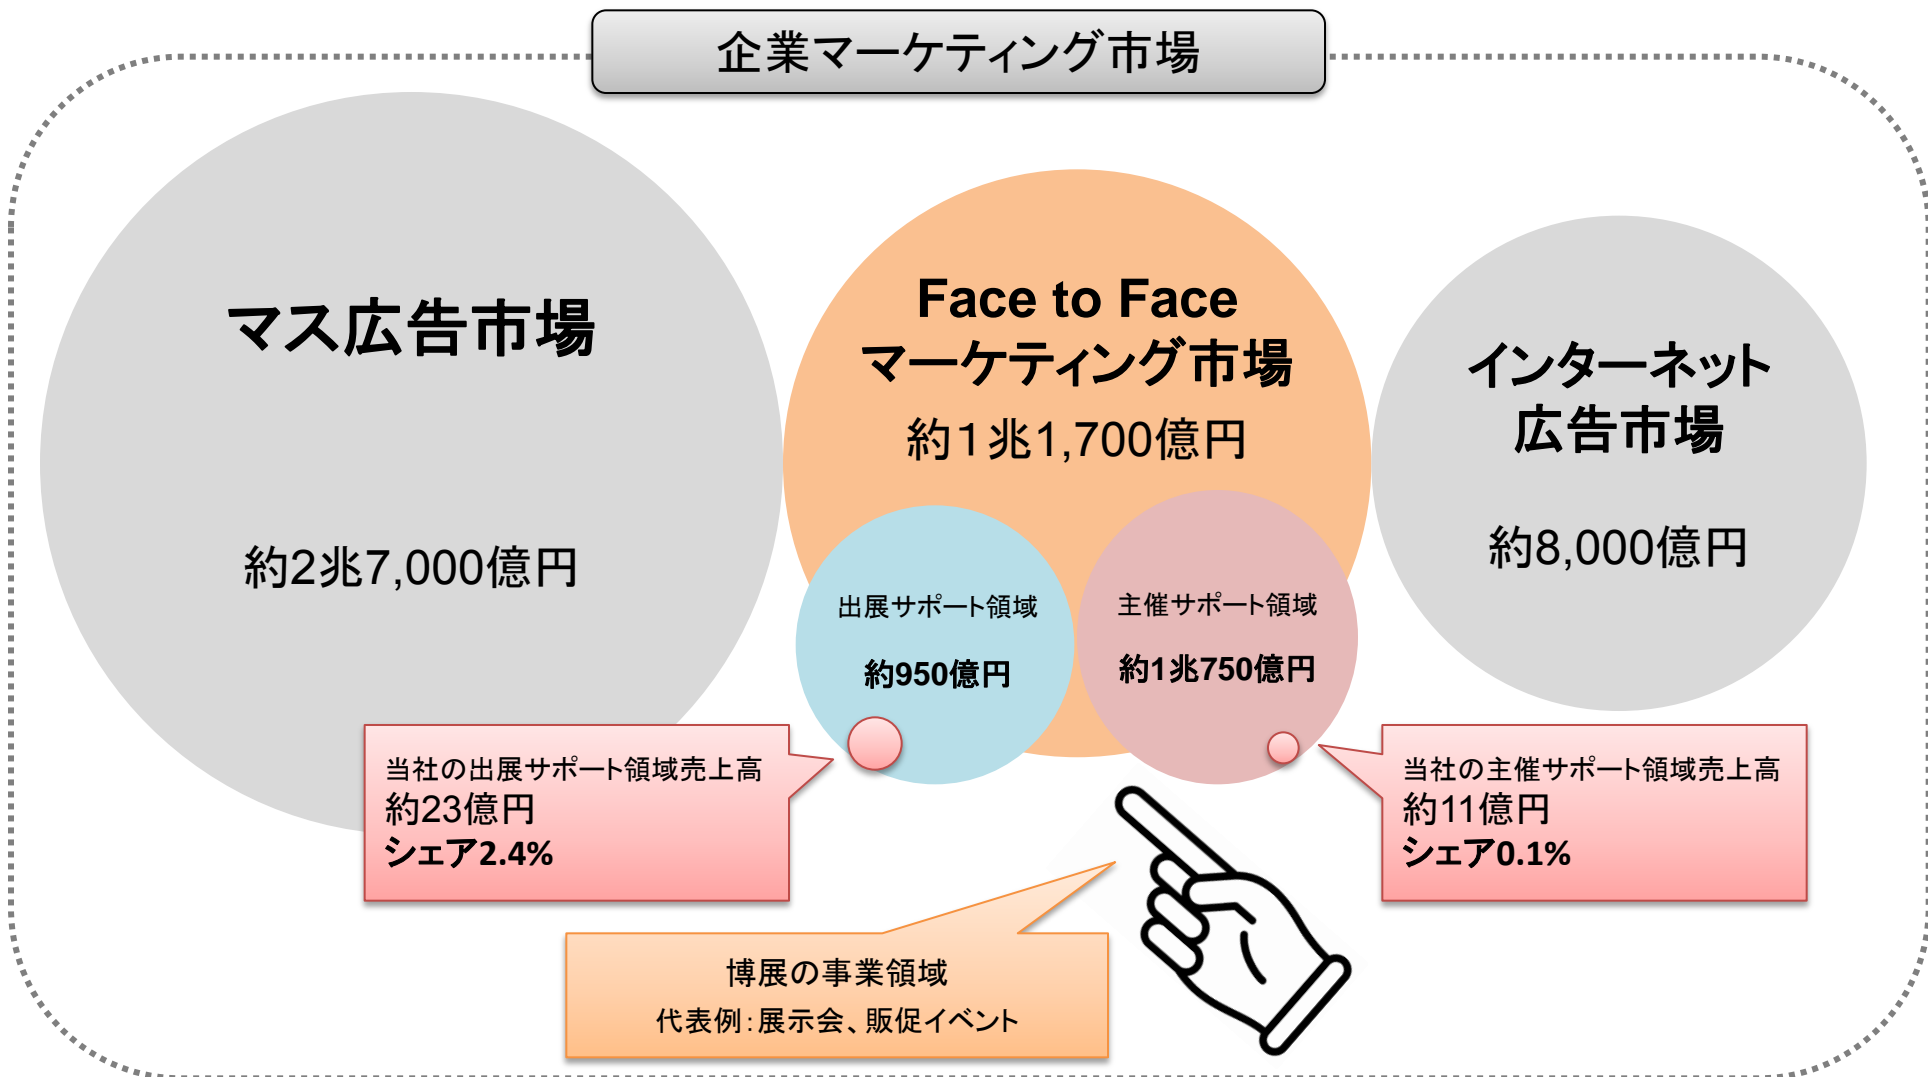 企業マーケティング市場
マス広告市場
約2兆7,000億円
Face to Face
マーケティング市場
約１兆1,700億円
インターネット
広告市場
約8,000億円
出展サポート領域
約950億円
主催サポート領域
約1兆750億円
当社の出展サポート領域売上高
約23億円
シェア2.4%
当社の主催サポート領域売上高
約11億円
シェア0.1%
博展の事業領域
代表例：展示会、販促イベント